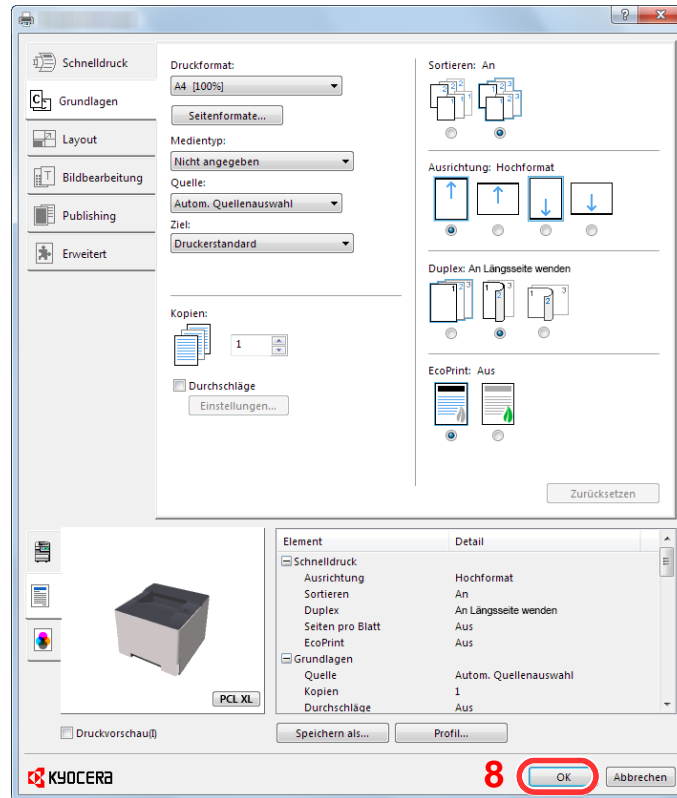 Schnelldruck
Grundlagen
Layout
Bildbearbeitung
Publishing
Erweitert
Druckformat:
A4 [100%]
Seitenformate...
Medientyp:
Nicht angegeben
Quelle:
Autom. Quellenauswahl
Ziel:
Druckerstandard
Kopien:
1
Durchschläge
Einstellungen...
Sortieren: An
Ausrichtung: Hochformat
Duplex: An Längsseite wenden
EcoPrint: Aus
Zurücksetzen
Element Detail
Schnelldruck
Ausrichtung Hochformat
Sortieren An
Duplex An Längsseite wenden
Seiten pro Blatt Aus
EcoPrint Aus
Grundlagen
Quelle Autom. Quellenauswahl
Kopien 1
Durchschläge Aus
PCL XL
Druckvorschau(I)
Speichern als... Profil...
KYOCERA 8 OK Abbrechen